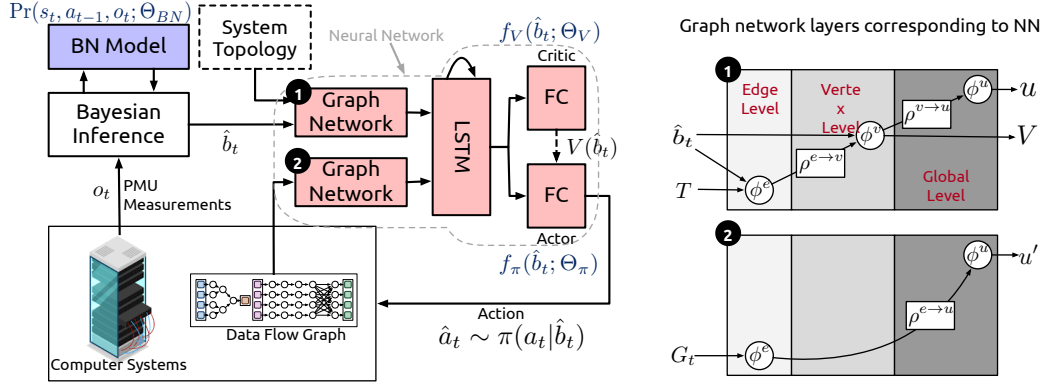 Pr(s_t, a_{t−1}, o_t; Θ_{BN})
BN Model
System
Topology
Neural Network
f_V(b̂_t; Θ_V)
Critic
Bayesian
Inference
b̂_t
1
Graph
Network
2
Graph
Network
LSTM
FC
V(b̂_t)
FC
Actor
f_π(b̂_t; Θ_π)
o_t
PMU
Measurements
Data Flow Graph
Computer Systems
Action
â_t ∼ π(a_t|b̂_t)
Graph network layers corresponding to NN
1
Edge
Level
Verte
x
Level
Global
Level
b̂_t
T
ϕ^e
ρ^{e→v}
ϕ^v
ρ^{v→u}
ϕ^u
u
V
2
G_t
ϕ^e
ρ^{e→u}
ϕ^u
u′